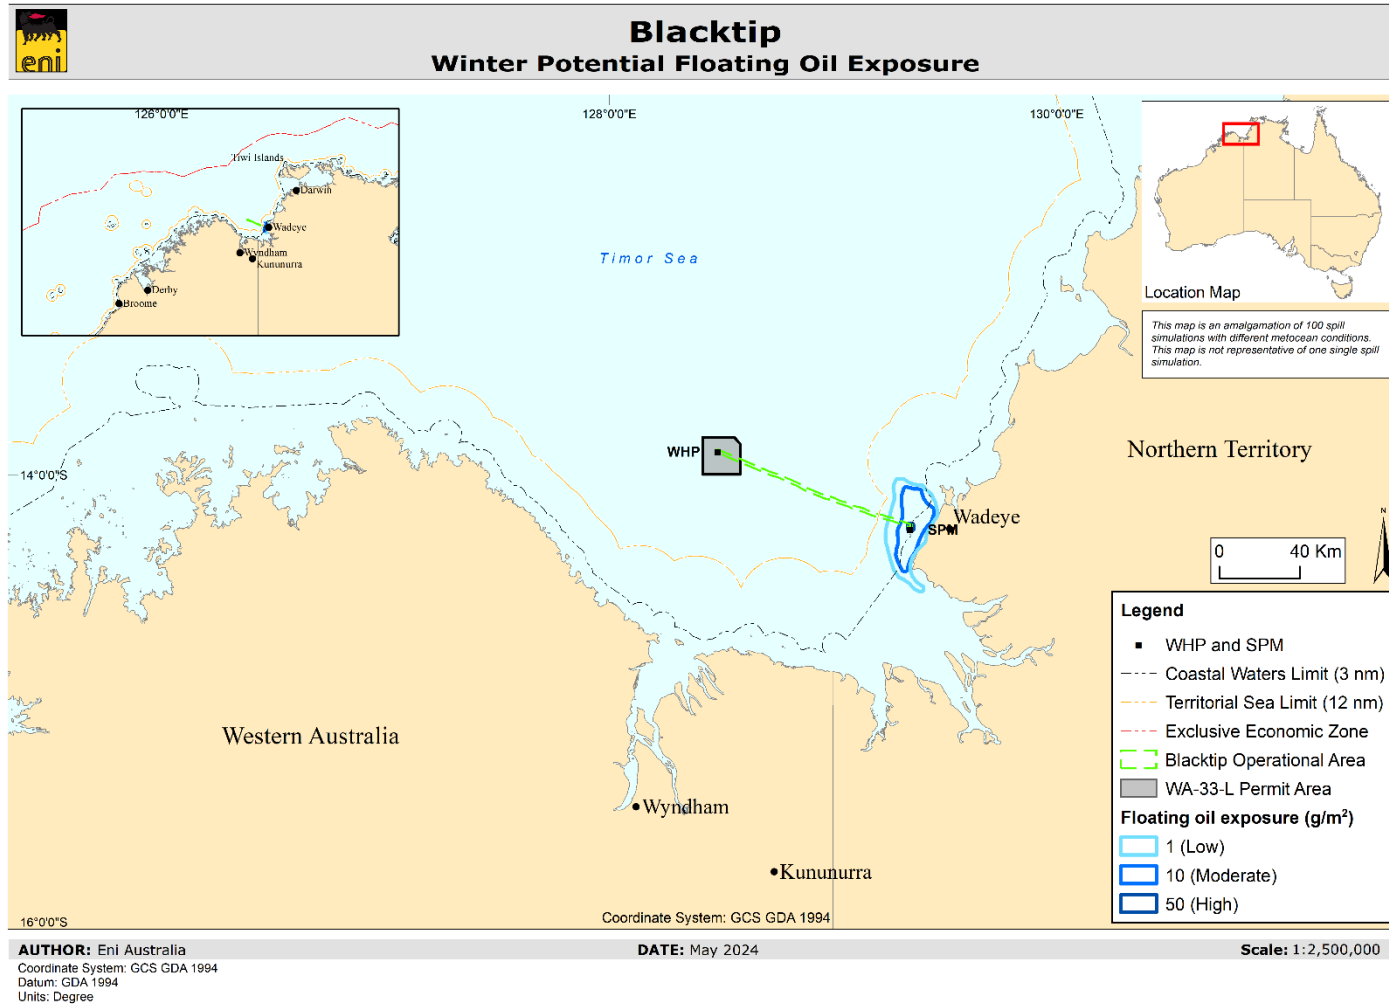 eni
Blacktip
Winter Potential Floating Oil Exposure
126°0'0"E
128°0'0"E
130°0'0"E
Tiwi Islands
Darwin
Wadeye
Wyndham
Kununurra
Derby
Broome
Timor Sea
Location Map
This map is an amalgamation of 100 spill
simulations with different metocean conditions.
This map is not representative of one single spill
simulation.
WHP
Northern Territory
14°0'0"S
Wadeye
SPM
N
0 40 Km
Legend
WHP and SPM
Coastal Waters Limit (3 nm)
Territorial Sea Limit (12 nm)
Exclusive Economic Zone
Blacktip Operational Area
WA-33-L Permit Area
Floating oil exposure (g/m²)
1 (Low)
10 (Moderate)
50 (High)
Western Australia
Wyndham
Kununurra
16°0'0"S
Coordinate System: GCS GDA 1994
AUTHOR: Eni Australia
DATE: May 2024
Scale: 1:2,500,000
Coordinate System: GCS GDA 1994
Datum: GDA 1994
Units: Degree